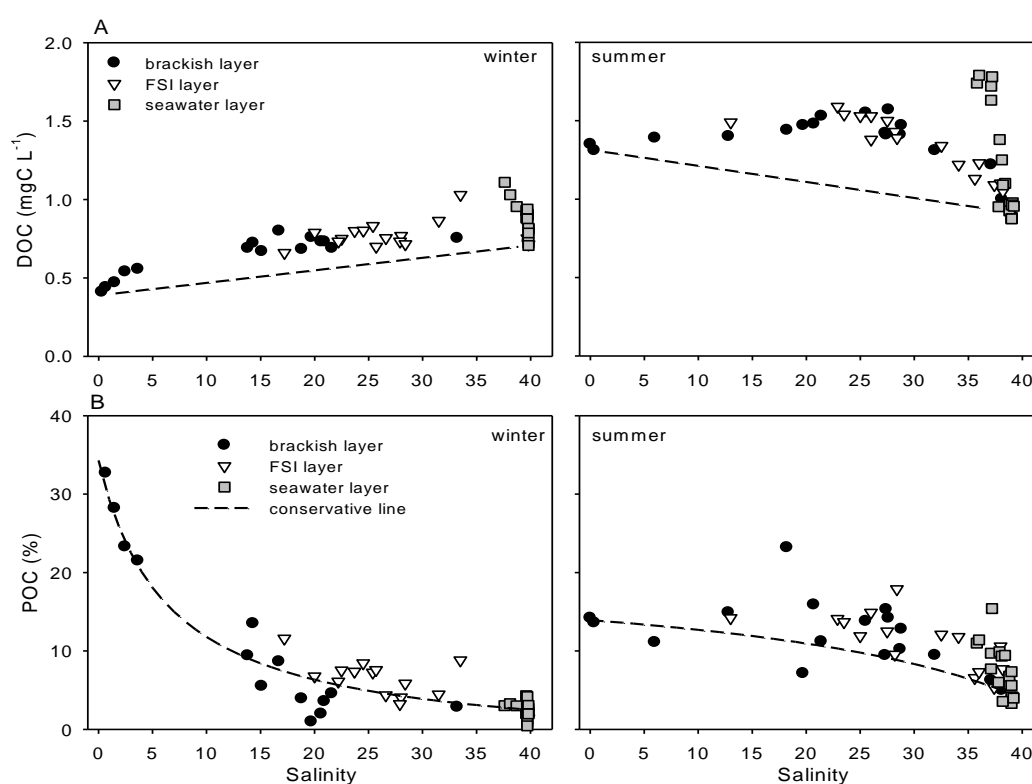 A
2.0
1.5
1.0
0.5
0.0
DOC (mgC L-1)
brackish layer
FSI layer
seawater layer
winter
summer
0 5 10 15 20 25 30 35 40
0 5 10 15 20 25 30 35 40
B
40
30
20
10
0
POC (%)
winter
brackish layer
FSI layer
seawater layer
conservative line
summer
0 5 10 15 20 25 30 35 40
0 5 10 15 20 25 30 35 40
Salinity
Salinity